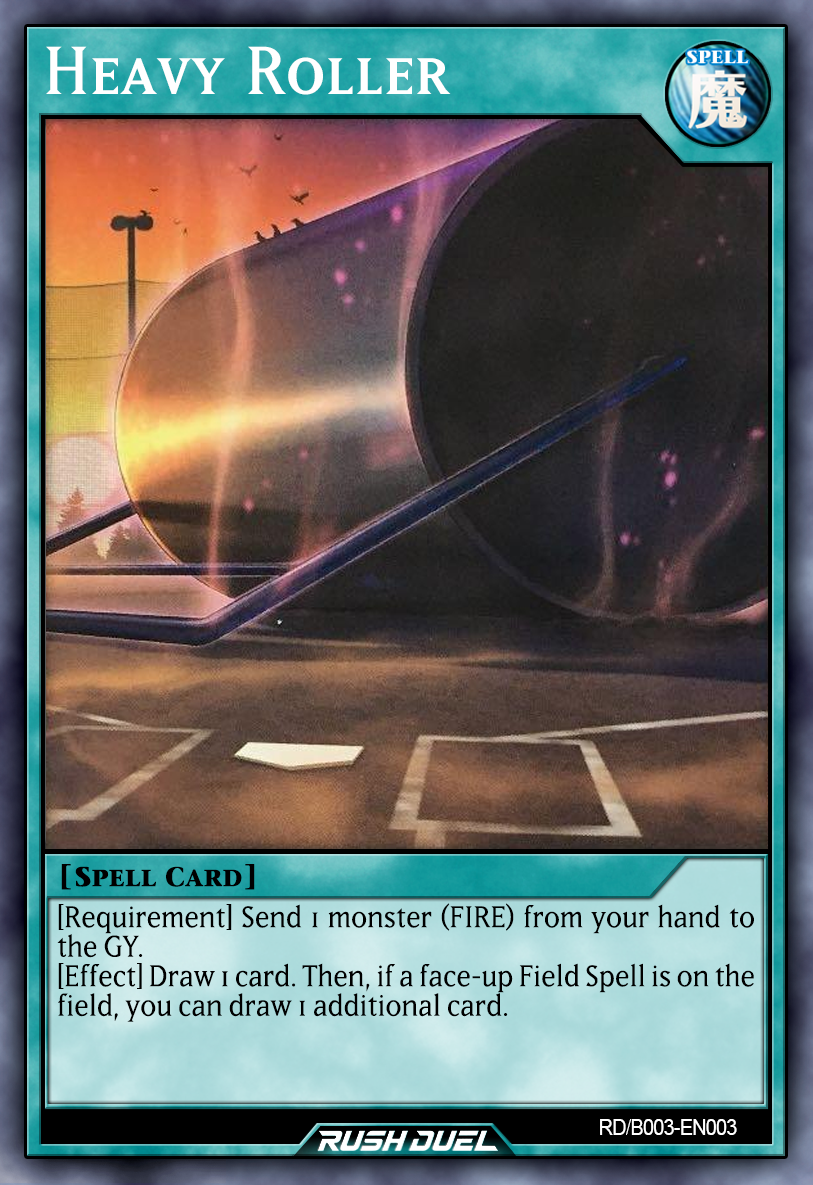 Heavy Roller
SPELL
魔
[Spell Card]
[Requirement] Send 1 monster (FIRE) from your hand to
the GY.
[Effect] Draw 1 card. Then, if a face-up Field Spell is on the
field, you can draw 1 additional card.
RD/B003-EN003
RUSH DUEL